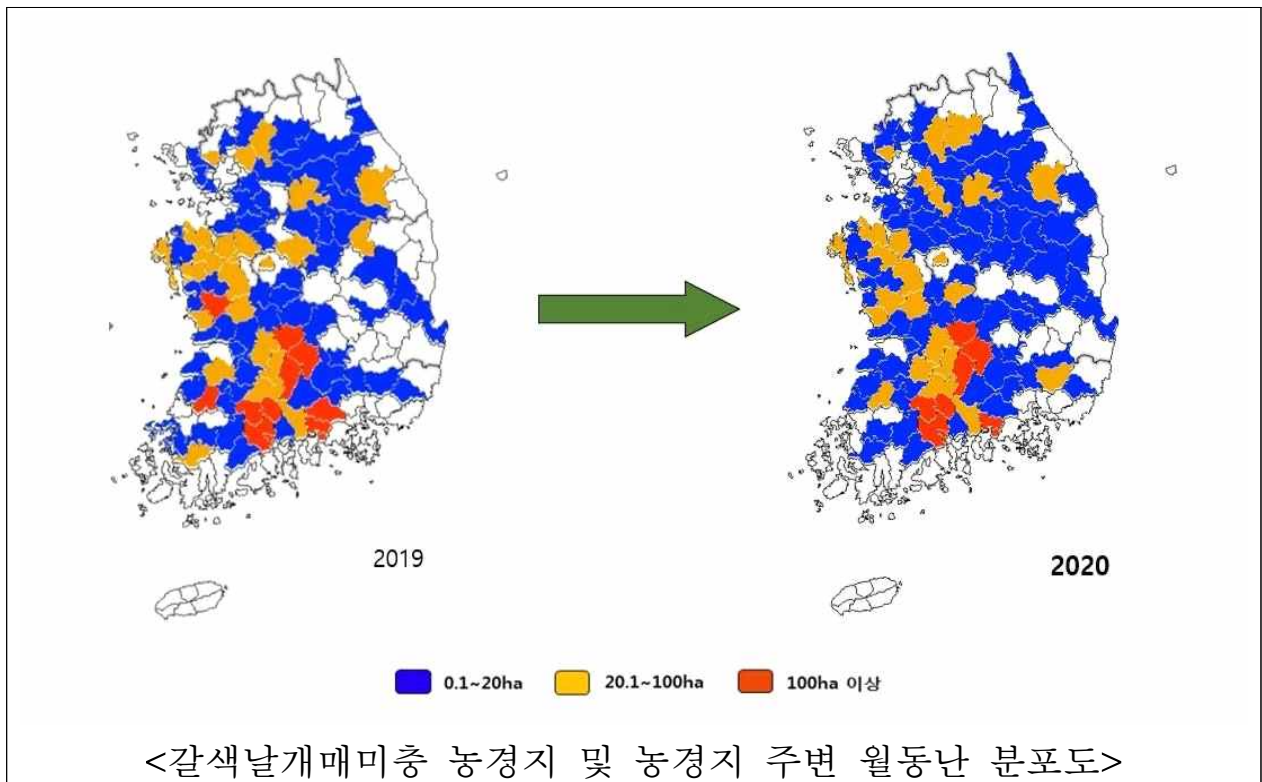 2019
2020
0.1~20ha
20.1~100ha
100ha 이상
<갈색날개매미충 농경지 및 농경지 주변 월동난 분포도>